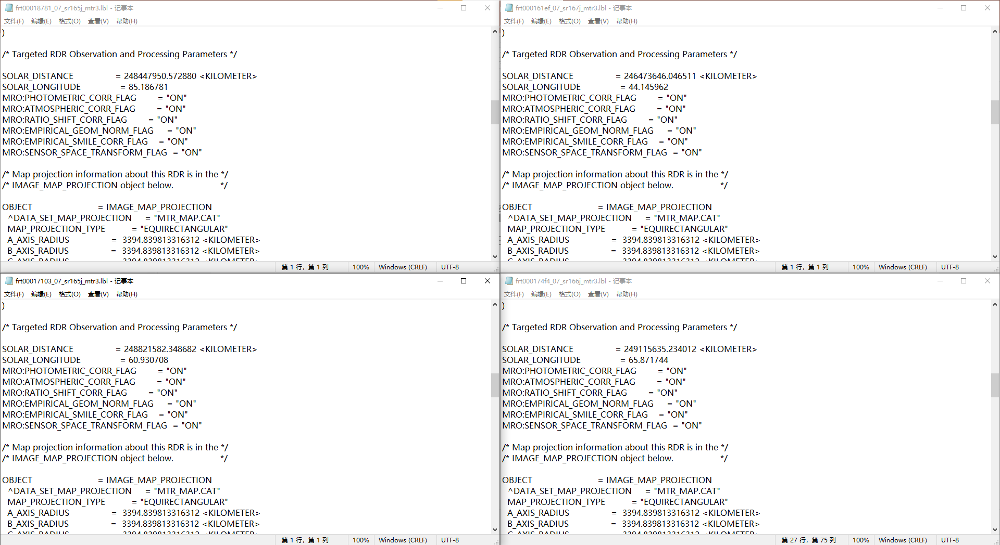 frt00018781_07_sr165j_mtr3.lbl - 记事本
文件(F) 编辑(E) 格式(O) 查看(V) 帮助(H)
)
/* Targeted RDR Observation and Processing Parameters */
SOLAR_DISTANCE = 248447950.572880 <KILOMETER>
SOLAR_LONGITUDE = 85.186781
MRO:PHOTOMETRIC_CORR_FLAG = "ON"
MRO:ATMOSPHERIC_CORR_FLAG = "ON"
MRO:RATIO_SHIFT_CORR_FLAG = "ON"
MRO:EMPIRICAL_GEOM_NORM_FLAG = "ON"
MRO:EMPIRICAL_SMILE_CORR_FLAG = "ON"
MRO:SENSOR_SPACE_TRANSFORM_FLAG = "ON"
/* Map projection information about this RDR is in the */
/* IMAGE_MAP_PROJECTION object below. */
OBJECT = IMAGE_MAP_PROJECTION
^DATA_SET_MAP_PROJECTION = "MTR_MAP.CAT"
MAP_PROJECTION_TYPE = "EQUIRECTANGULAR"
A_AXIS_RADIUS = 3394.839813316312 <KILOMETER>
B_AXIS_RADIUS = 3394.839813316312 <KILOMETER>
C_AXIS_RADIUS = 3394.839813316312 <KILOMETER>
第 1 行，第 1 列 100% Windows (CRLF) UTF-8
frt000161ef_07_sr167j_mtr3.lbl - 记事本
文件(F) 编辑(E) 格式(O) 查看(V) 帮助(H)
)
/* Targeted RDR Observation and Processing Parameters */
SOLAR_DISTANCE = 246473646.046511 <KILOMETER>
SOLAR_LONGITUDE = 44.145962
MRO:PHOTOMETRIC_CORR_FLAG = "ON"
MRO:ATMOSPHERIC_CORR_FLAG = "ON"
MRO:RATIO_SHIFT_CORR_FLAG = "ON"
MRO:EMPIRICAL_GEOM_NORM_FLAG = "ON"
MRO:EMPIRICAL_SMILE_CORR_FLAG = "ON"
MRO:SENSOR_SPACE_TRANSFORM_FLAG = "ON"
/* Map projection information about this RDR is in the */
/* IMAGE_MAP_PROJECTION object below. */
OBJECT = IMAGE_MAP_PROJECTION
^DATA_SET_MAP_PROJECTION = "MTR_MAP.CAT"
MAP_PROJECTION_TYPE = "EQUIRECTANGULAR"
A_AXIS_RADIUS = 3394.839813316312 <KILOMETER>
B_AXIS_RADIUS = 3394.839813316312 <KILOMETER>
C_AXIS_RADIUS = 3394.839813316312 <KILOMETER>
第 1 行，第 1 列 100% Windows (CRLF) UTF-8
frt00017103_07_sr165j_mtr3.lbl - 记事本
文件(F) 编辑(E) 格式(O) 查看(V) 帮助(H)
)
/* Targeted RDR Observation and Processing Parameters */
SOLAR_DISTANCE = 248821582.348682 <KILOMETER>
SOLAR_LONGITUDE = 60.930708
MRO:PHOTOMETRIC_CORR_FLAG = "ON"
MRO:ATMOSPHERIC_CORR_FLAG = "ON"
MRO:RATIO_SHIFT_CORR_FLAG = "ON"
MRO:EMPIRICAL_GEOM_NORM_FLAG = "ON"
MRO:EMPIRICAL_SMILE_CORR_FLAG = "ON"
MRO:SENSOR_SPACE_TRANSFORM_FLAG = "ON"
/* Map projection information about this RDR is in the */
/* IMAGE_MAP_PROJECTION object below. */
OBJECT = IMAGE_MAP_PROJECTION
^DATA_SET_MAP_PROJECTION = "MTR_MAP.CAT"
MAP_PROJECTION_TYPE = "EQUIRECTANGULAR"
A_AXIS_RADIUS = 3394.839813316312 <KILOMETER>
B_AXIS_RADIUS = 3394.839813316312 <KILOMETER>
C_AXIS_RADIUS = 3394.839813316312 <KILOMETER>
第 1 行，第 1 列 100% Windows (CRLF) UTF-8
frt000174f4_07_sr166j_mtr3.lbl - 记事本
文件(F) 编辑(E) 格式(O) 查看(V) 帮助(H)
)
/* Targeted RDR Observation and Processing Parameters */
SOLAR_DISTANCE = 249115635.234012 <KILOMETER>
SOLAR_LONGITUDE = 65.871744
MRO:PHOTOMETRIC_CORR_FLAG = "ON"
MRO:ATMOSPHERIC_CORR_FLAG = "ON"
MRO:RATIO_SHIFT_CORR_FLAG = "ON"
MRO:EMPIRICAL_GEOM_NORM_FLAG = "ON"
MRO:EMPIRICAL_SMILE_CORR_FLAG = "ON"
MRO:SENSOR_SPACE_TRANSFORM_FLAG = "ON"
/* Map projection information about this RDR is in the */
/* IMAGE_MAP_PROJECTION object below. */
OBJECT = IMAGE_MAP_PROJECTION
^DATA_SET_MAP_PROJECTION = "MTR_MAP.CAT"
MAP_PROJECTION_TYPE = "EQUIRECTANGULAR"
A_AXIS_RADIUS = 3394.839813316312 <KILOMETER>
B_AXIS_RADIUS = 3394.839813316312 <KILOMETER>
C_AXIS_RADIUS = 3394.839813316312 <KILOMETER>
第 27 行，第 75 列 100% Windows (CRLF) UTF-8